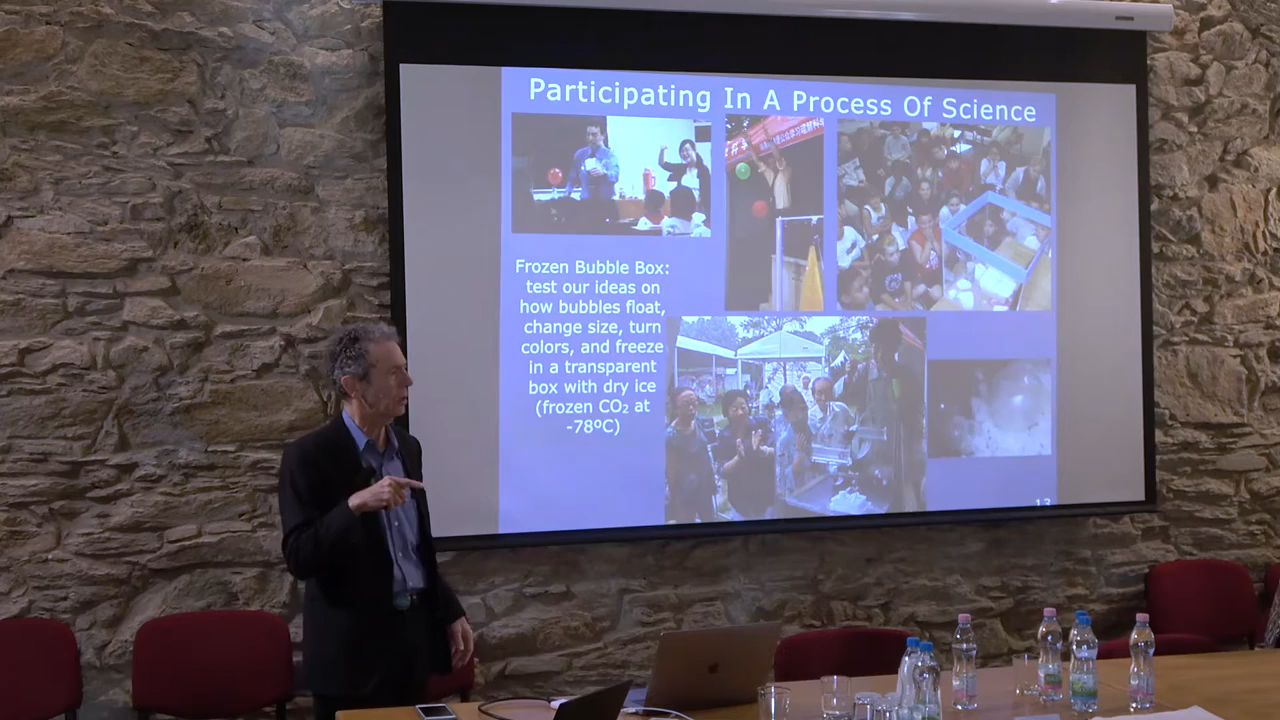 Participating In A Process Of Science
Frozen Bubble Box:
test our ideas on
how bubbles float,
change size, turn
colors, and freeze
in a transparent
box with dry ice
(frozen CO₂ at
-78ºC)
13